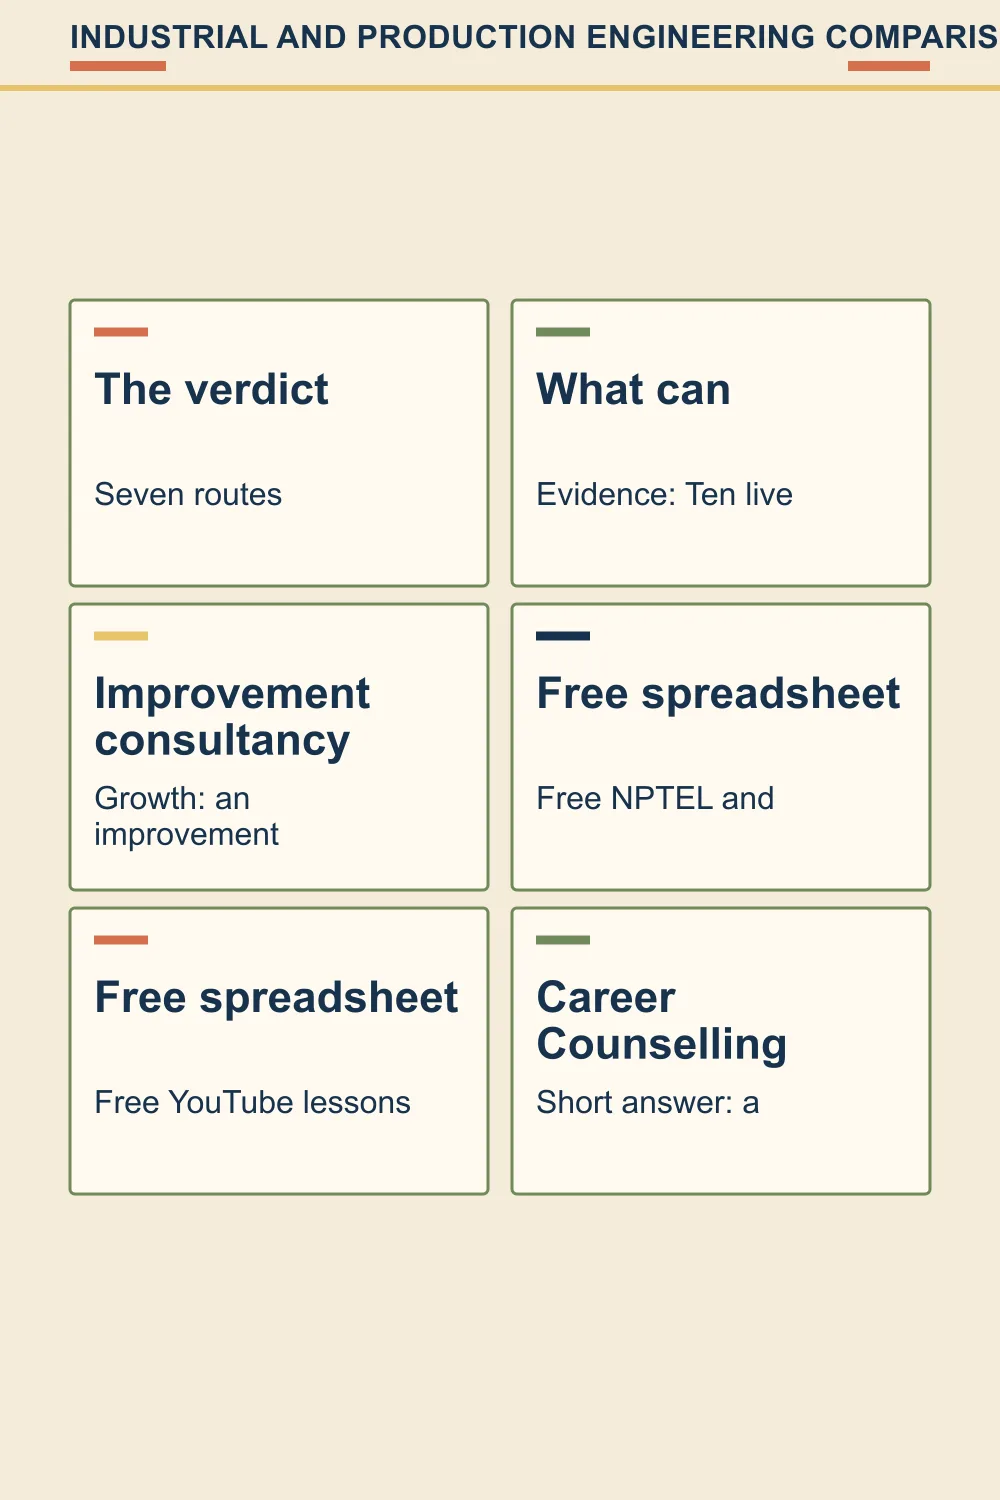 INDUSTRIAL AND PRODUCTION ENGINEERING COMPARIS
The verdict
Seven routes
What can
Evidence: Ten live
Improvement
consultancy
Growth: an
improvement
Free spreadsheet
Free NPTEL and
Free spreadsheet
Free YouTube lessons
Career
Counselling
Short answer: a